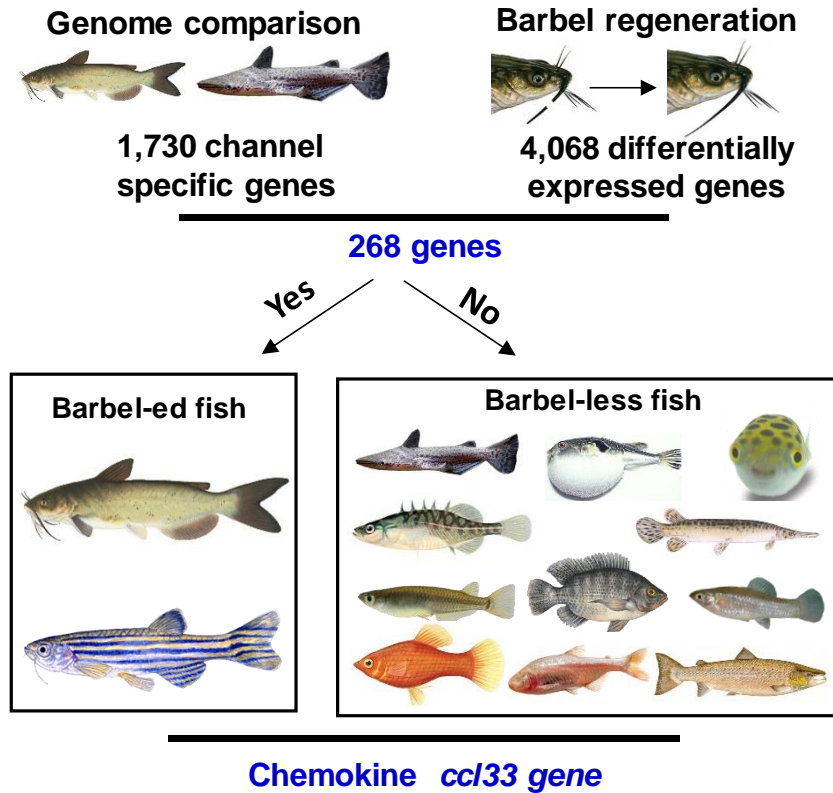 Genome comparison
Barbel regeneration
1,730 channel
specific genes
4,068 differentially
expressed genes
268 genes
Yes
No
Barbel-ed fish
Barbel-less fish
Chemokine ccl33 gene